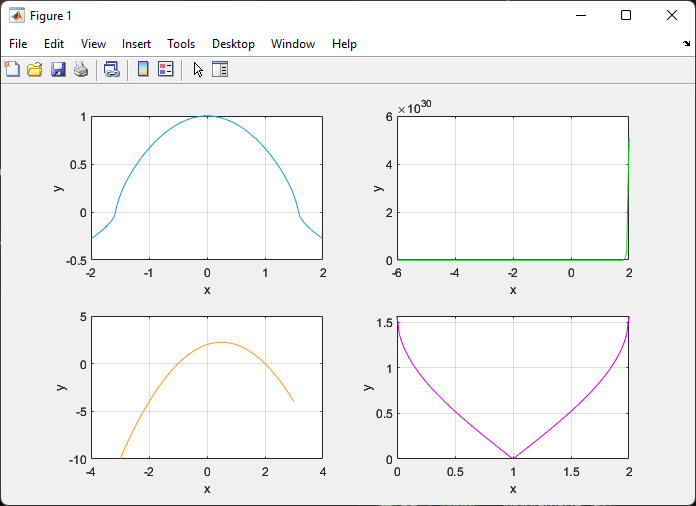 Figure 1
File Edit View Insert Tools Desktop Window Help
1
0.5
0
-0.5
y
-2 -1 0 1 2
x
×10^30
6
4
2
0
y
-6 -4 -2 0 2
x
5
0
-5
-10
y
-4 -2 0 2 4
x
1.5
1
0.5
0
y
0 0.5 1 1.5 2
x